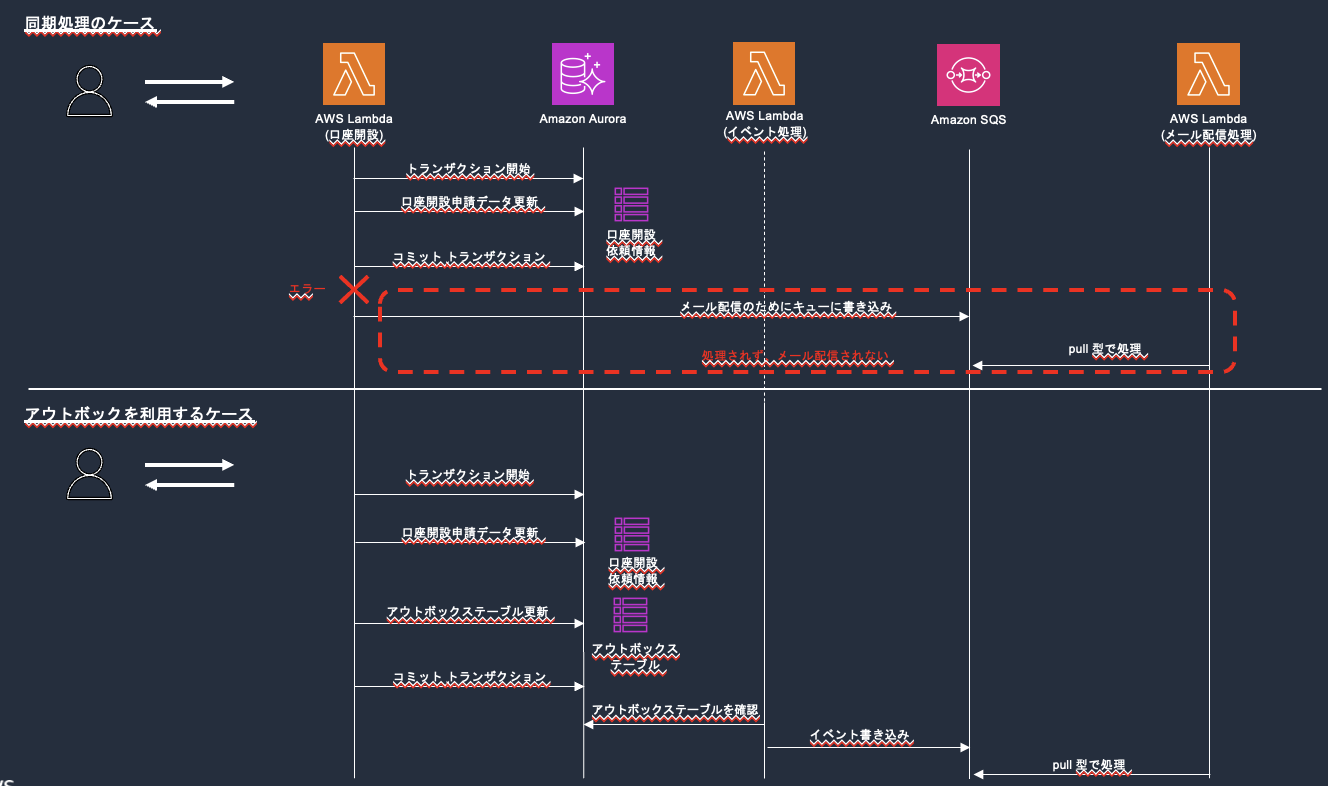 同期処理のケース
AWS Lambda
(口座開設)
Amazon Aurora
AWS Lambda
(イベント処理)
Amazon SQS
AWS Lambda
(メール配信処理)
トランザクション開始
口座開設申請データ更新
口座開設
依頼情報
コミット トランザクション
エラー
メール配信のためにキューに書き込み
処理されず、メール配信されない
pull 型で処理
アウトボックを利用するケース
トランザクション開始
口座開設申請データ更新
口座開設
依頼情報
アウトボックステーブル更新
アウトボックス
テーブル
コミット トランザクション
アウトボックステーブルを確認
イベント書き込み
pull 型で処理